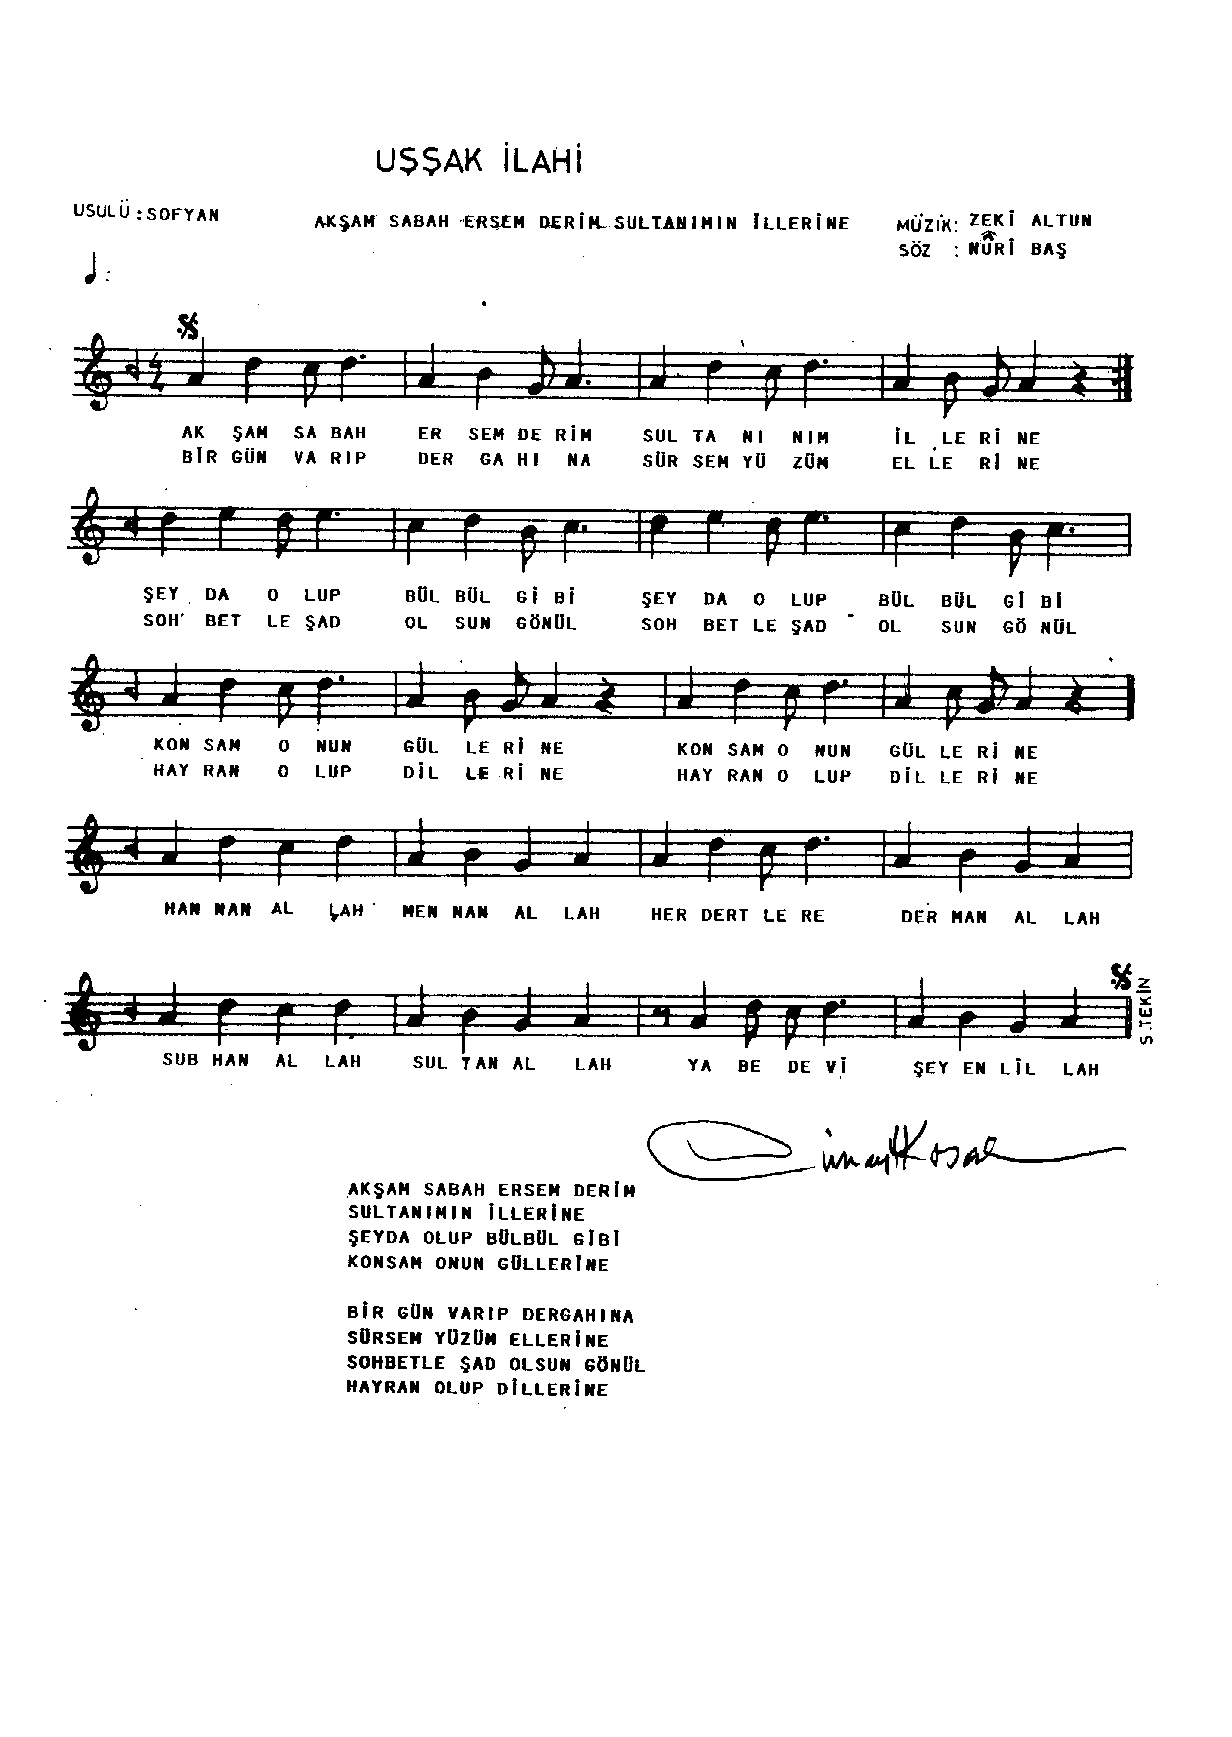 UŞŞAK İLAHİ
USULÜ : SOFYAN
AKŞAM SABAH ERSEM DERİM SULTANIMIN İLLERİNE
MÜZİK: ZEKİ ALTUN
SÖZ : NÛRİ BAŞ
AK ŞAM SA BAH ER SEM DE RİM SUL TA NI NIM İL LE Rİ NE
BİR GÜN VA RIP DER GA HI NA SÜR SEM YÜ ZÜM EL LE Rİ NE
ŞEY DA O LUP BÜL BÜL Gİ Bİ ŞEY DA O LUP BÜL BÜL Gİ Bİ
SOH BET LE ŞAD OL SUN GÖNÜL SOH BET LE ŞAD OL SUN GÖ NÜL
KON SAM O NUN GÜL LE Rİ NE KON SAM O NUN GÜL LE Rİ NE
HAY RAN O LUP DİL LE Rİ NE HAY RAN O LUP DİL LE Rİ NE
HAN NAN AL LAH MEN NAN AL LAH HER DERT LE RE DER MAN AL LAH
SUB HAN AL LAH SUL TAN AL LAH YA BE DE Vİ ŞEY EN LİL LAH
S.TEKİN
AKŞAM SABAH ERSEM DERİM
SULTANIMIN İLLERİNE
ŞEYDA OLUP BÜLBÜL GİBİ
KONSAM ONUN GÜLLERİNE
BİR GÜN VARIP DERGAHINA
SÜRSEM YÜZÜM ELLERİNE
SOHBETLE ŞAD OLSUN GÖNÜL
HAYRAN OLUP DİLLERİNE